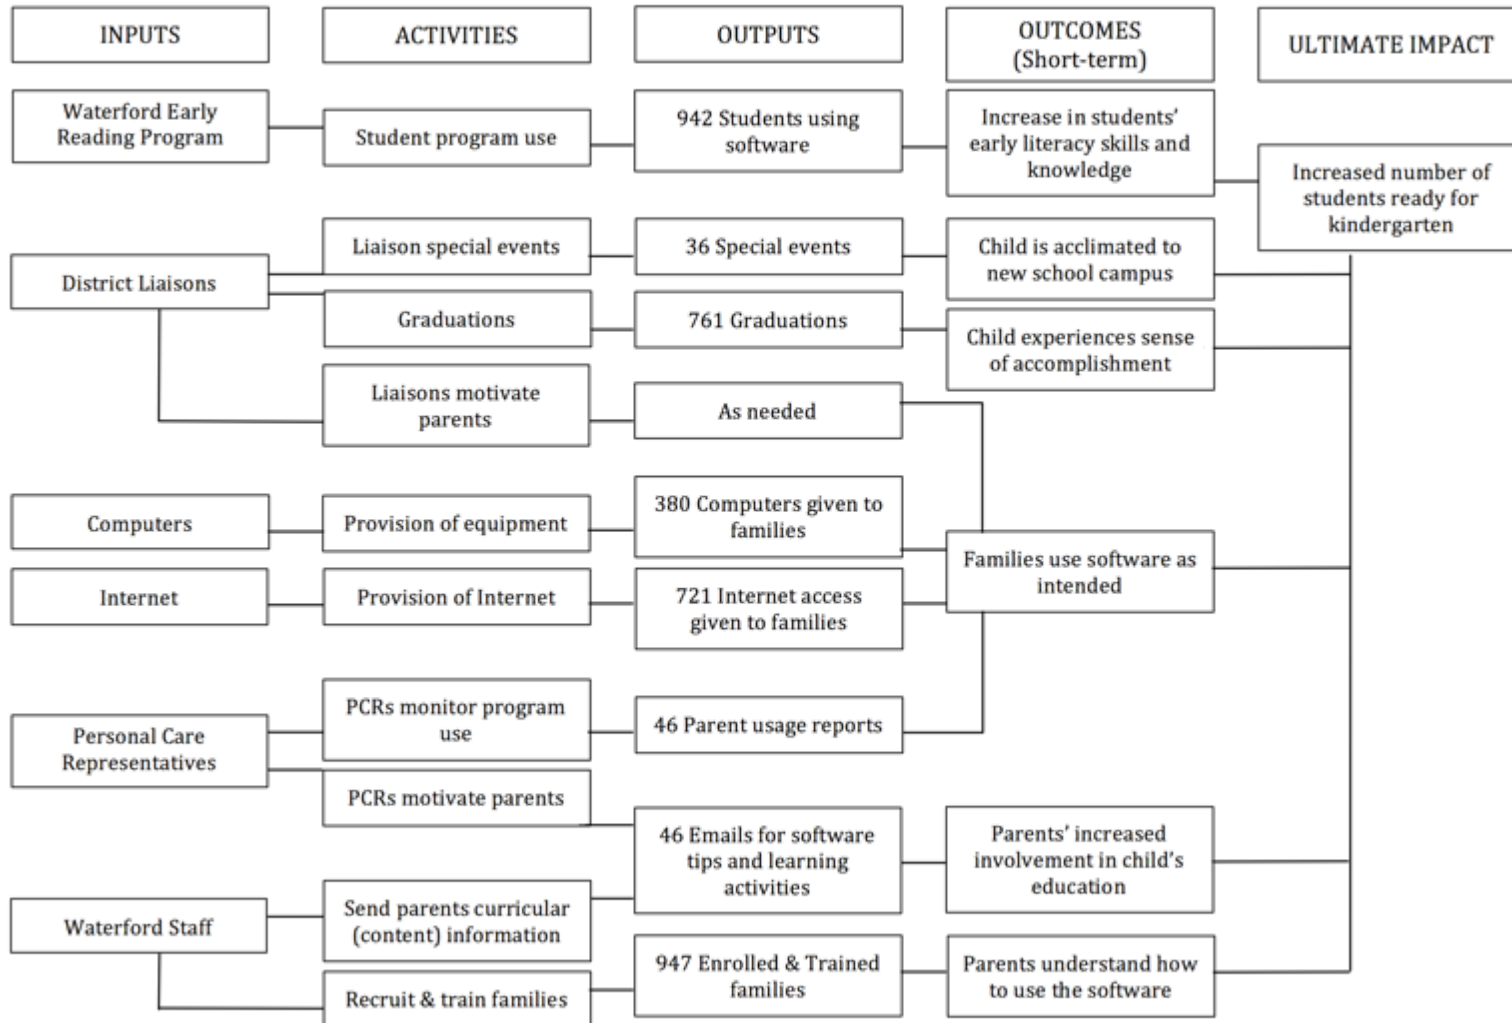 INPUTS
ACTIVITIES
OUTPUTS
OUTCOMES
(Short-term)
ULTIMATE IMPACT
Waterford Early
Reading Program
Student program use
942 Students using
software
Increase in students'
early literacy skills and
knowledge
Increased number of
students ready for
kindergarten
District Liaisons
Liaison special events
36 Special events
Child is acclimated to
new school campus
Graduations
761 Graduations
Child experiences sense
of accomplishment
Liaisons motivate
parents
As needed
Computers
Provision of equipment
380 Computers given to
families
Families use software as
intended
Internet
Provision of Internet
721 Internet access
given to families
Personal Care
Representatives
PCRs monitor program
use
46 Parent usage reports
PCRs motivate parents
46 Emails for software
tips and learning
activities
Parents' increased
involvement in child's
education
Waterford Staff
Send parents curricular
(content) information
Recruit & train families
947 Enrolled & Trained
families
Parents understand how
to use the software